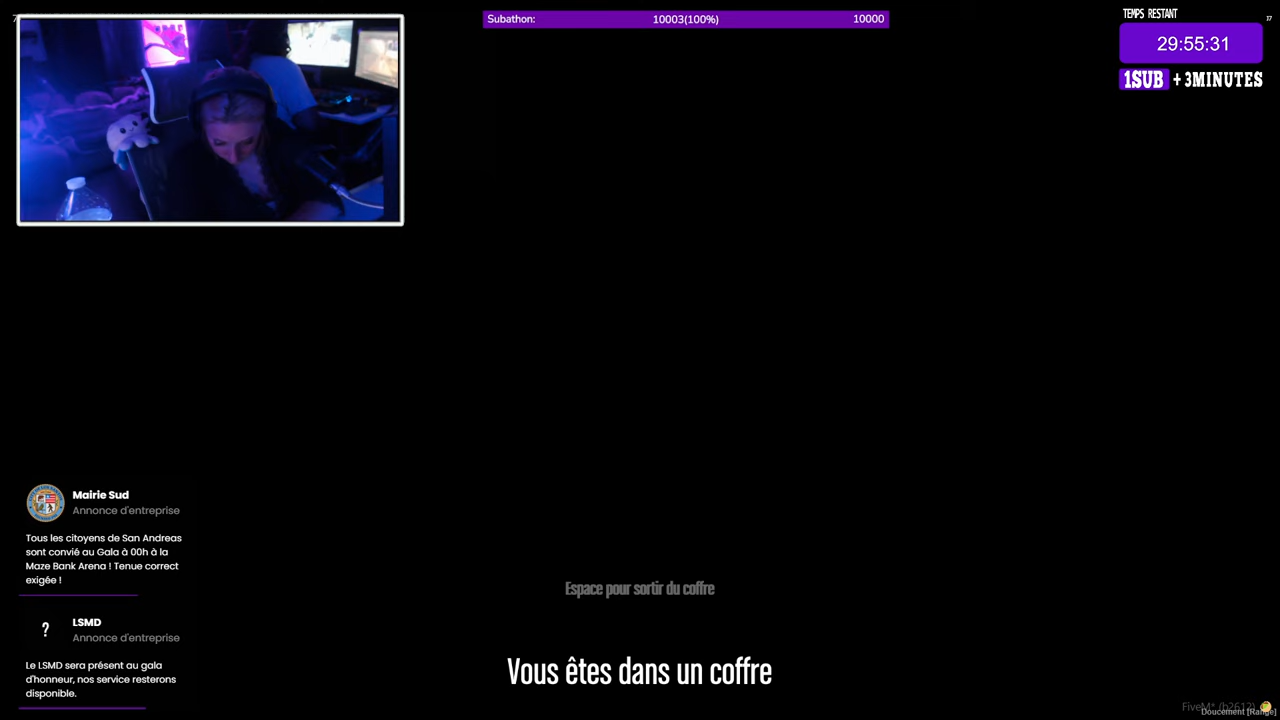 Subathon: 10003(100%) 10000
TEMPS RESTANT
29:55:31
1SUB + 3MINUTES
Mairie Sud
Annonce d'entreprise
Tous les citoyens de San Andreas
sont convié au Gala à 00h à la
Maze Bank Arena ! Tenue correct
exigée !
?
LSMD
Annonce d'entreprise
Le LSMD sera présent au gala
d'honneur, nos service resterons
disponible.
Espace pour sortir du coffre
Vous êtes dans un coffre
FiveM*
Doucement [Range]